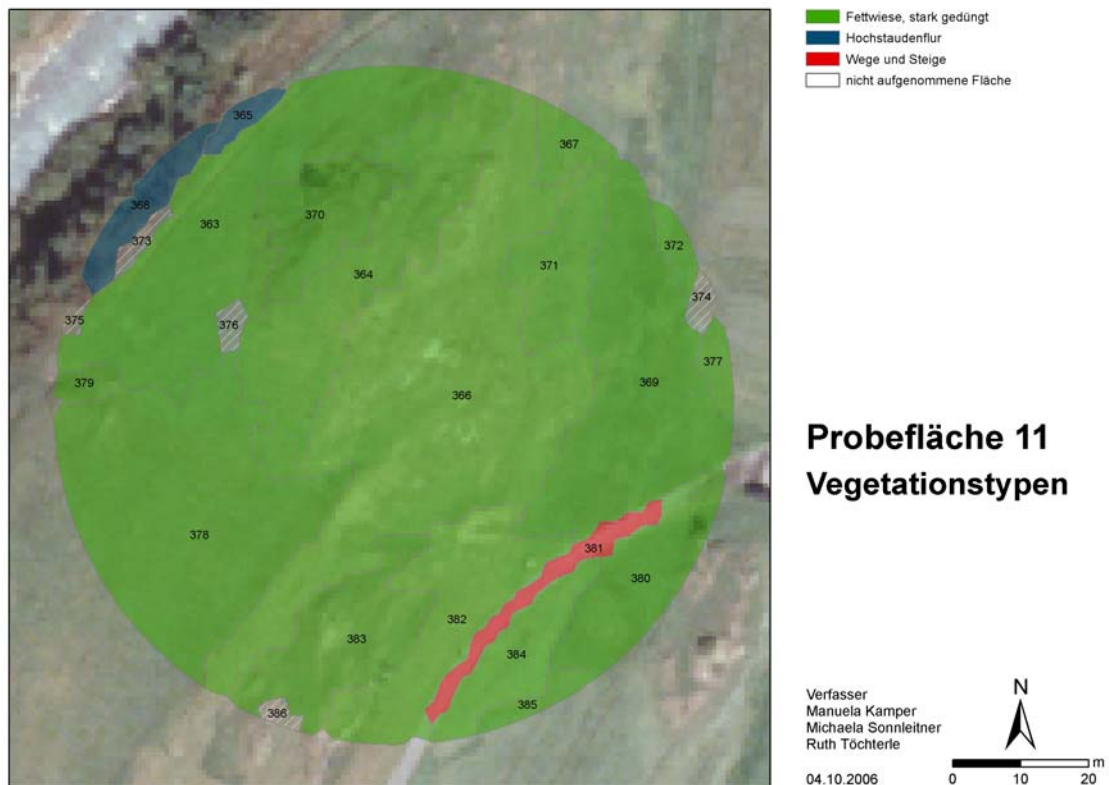 Fettwiese, stark gedüngt
Hochstaudenflur
Wege und Steige
nicht aufgenommene Fläche
365
367
368
363
370
373
372
364
371
374
375
376
377
379
369
366
378
381
380
382
383
384
385
386
Probefläche 11
Vegetationstypen
Verfasser
Manuela Kamper
Michaela Sonnleitner
Ruth Töchterle
04.10.2006
N
m
0 10 20